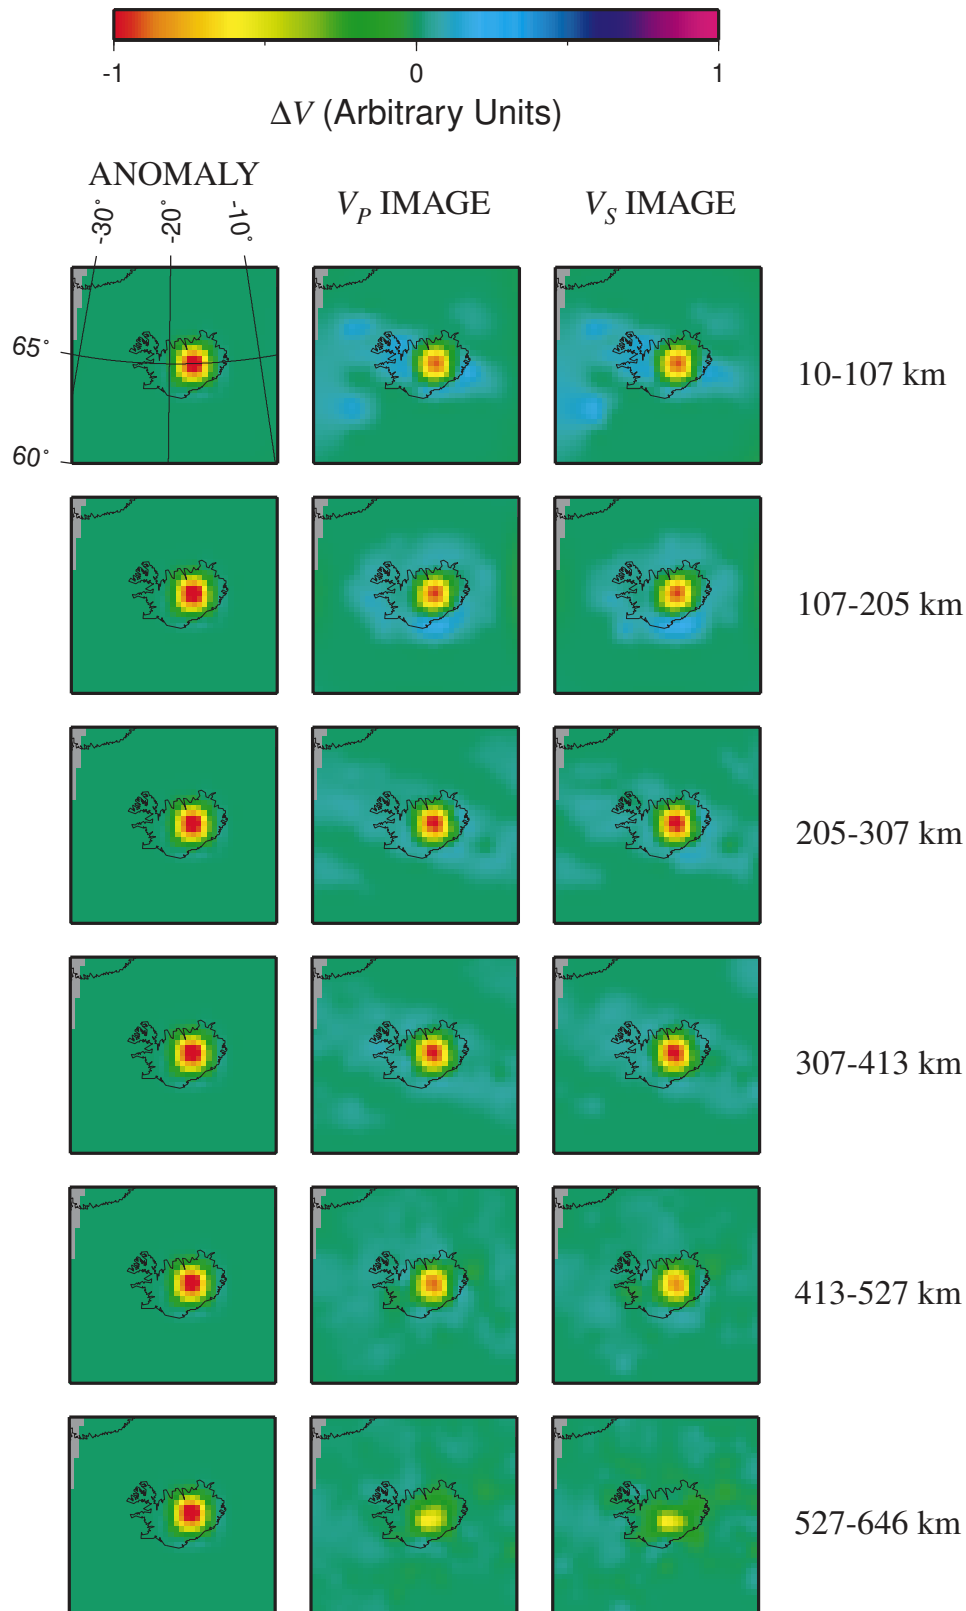 -1 0 1
ΔV (Arbitrary Units)
ANOMALY
V_P IMAGE
V_S IMAGE
-30° -20° -10°
65°
60°
10-107 km
107-205 km
205-307 km
307-413 km
413-527 km
527-646 km